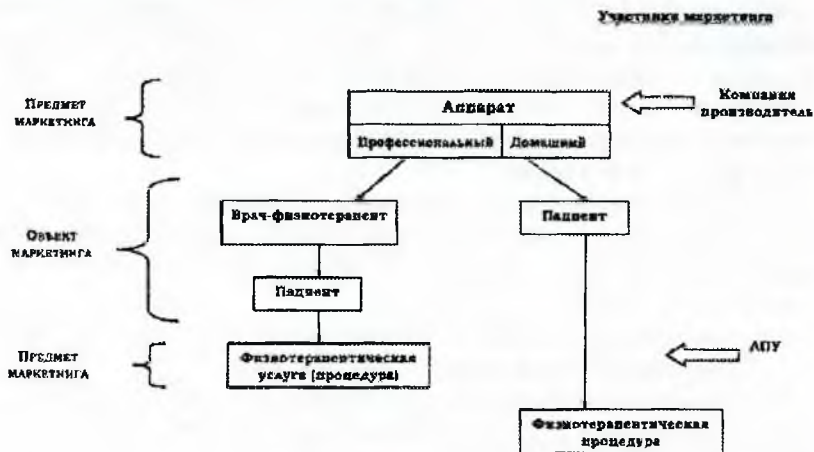 Участники маркетинга
Предмет
маркетинга
Аппарат
Компания
производитель
Профессиональный
Домашний
Врач-физиотерапевт
Пациент
Объект
маркетинга
Пациент
Предмет
маркетинга
Физиотерапевтическая
услуга (процедура)
ЛПУ
Физиотерапевтическая
процедура